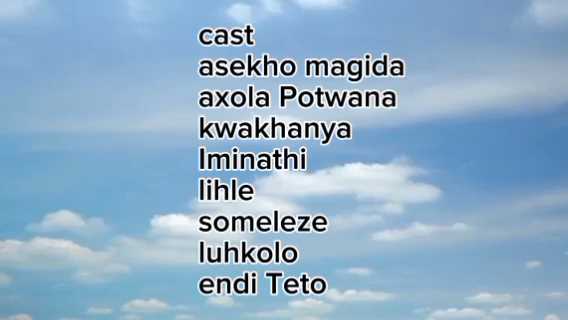 cast
asekho magida
axola Potwana
kwakhanya
Iminathi
lihle
someleze
luhkolo
endi Teto